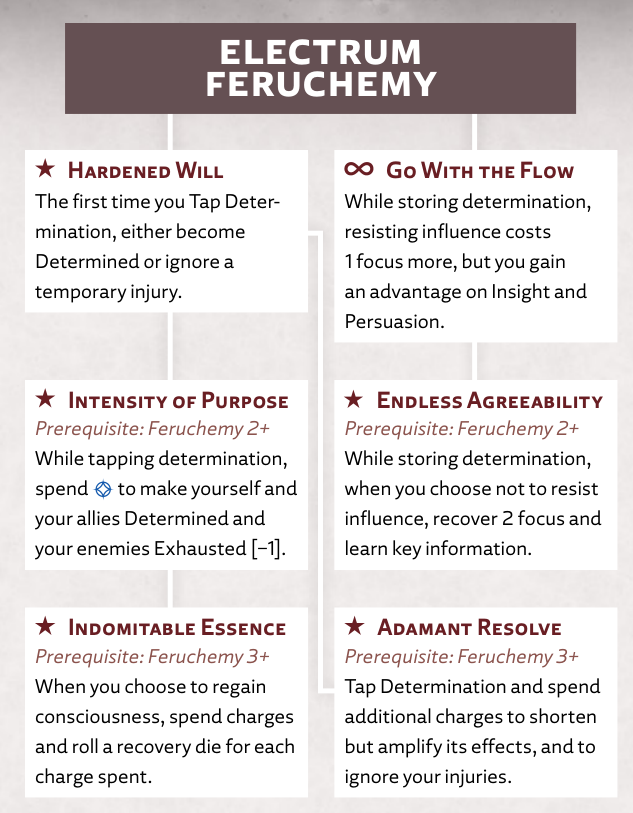 ELECTRUM
FERUCHEMY
★ HARDENED WILL
The first time you Tap Deter-
mination, either become
Determined or ignore a
temporary injury.
∞ GO WITH THE FLOW
While storing determination,
resisting influence costs
1 focus more, but you gain
an advantage on Insight and
Persuasion.
★ INTENSITY OF PURPOSE
Prerequisite: Feruchemy 2+
While tapping determination,
spend to make yourself and
your allies Determined and
your enemies Exhausted [−1].
★ ENDLESS AGREEABILITY
Prerequisite: Feruchemy 2+
While storing determination,
when you choose not to resist
influence, recover 2 focus and
learn key information.
★ INDOMITABLE ESSENCE
Prerequisite: Feruchemy 3+
When you choose to regain
consciousness, spend charges
and roll a recovery die for each
charge spent.
★ ADAMANT RESOLVE
Prerequisite: Feruchemy 3+
Tap Determination and spend
additional charges to shorten
but amplify its effects, and to
ignore your injuries.